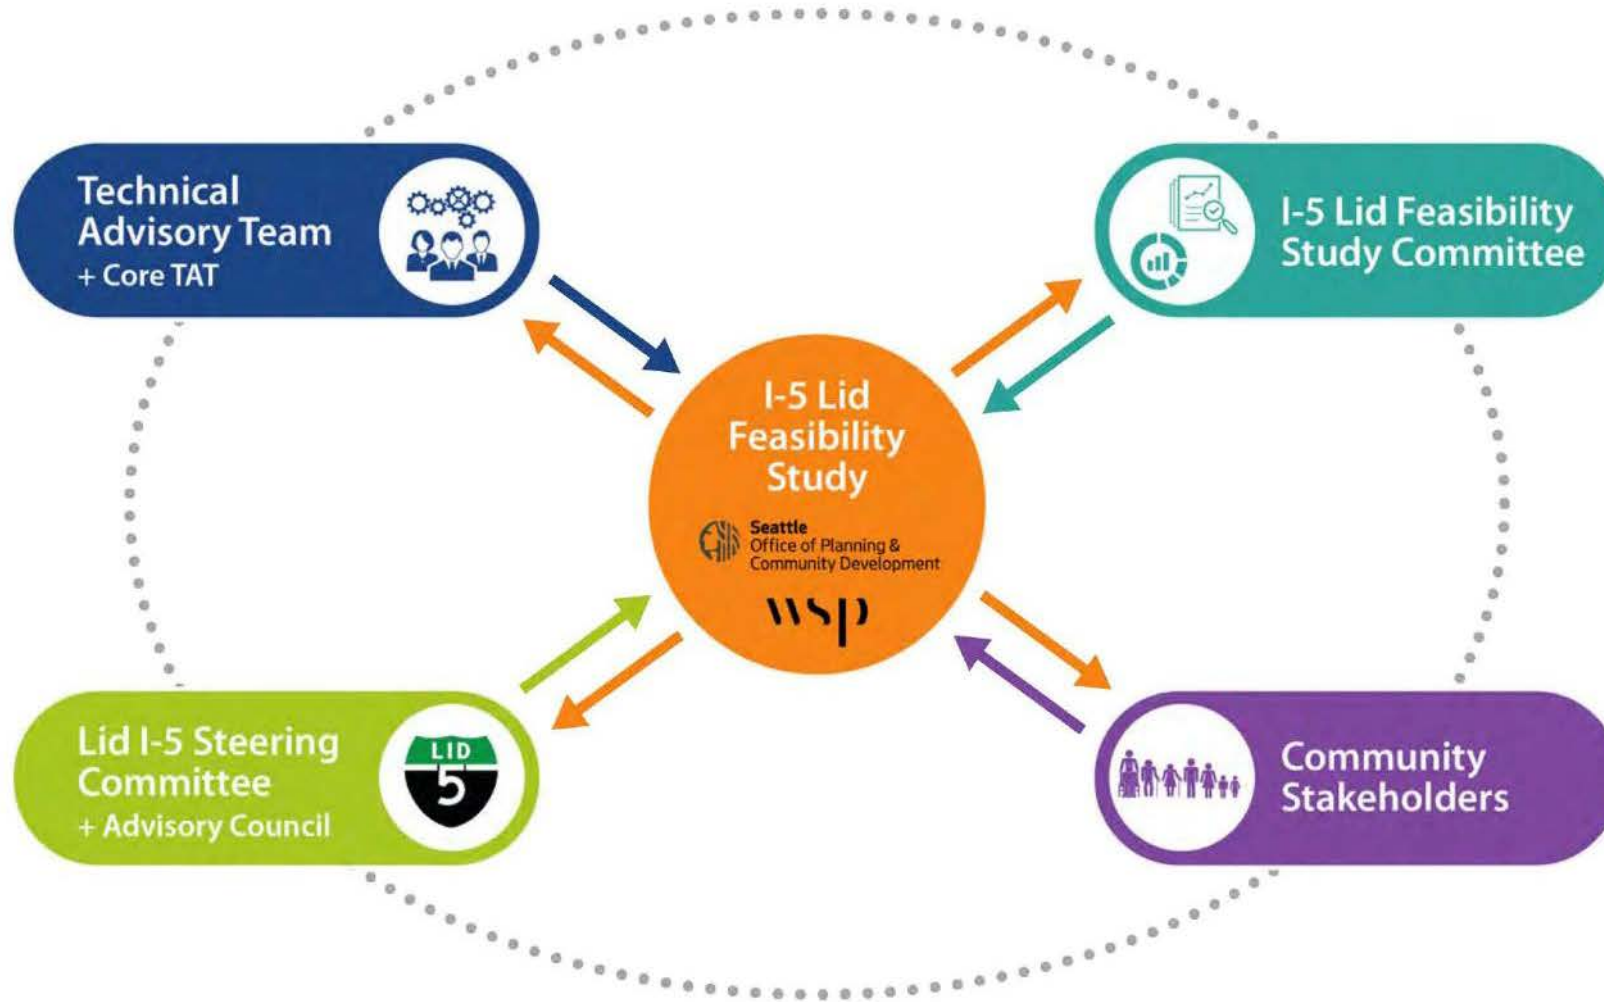 Technical
Advisory Team
+ Core TAT
I-5 Lid Feasibility
Study Committee
I-5 Lid
Feasibility
Study
Seattle
Office of Planning &
Community Development
wsp
Lid I-5 Steering
Committee
+ Advisory Council
LID
5
Community
Stakeholders